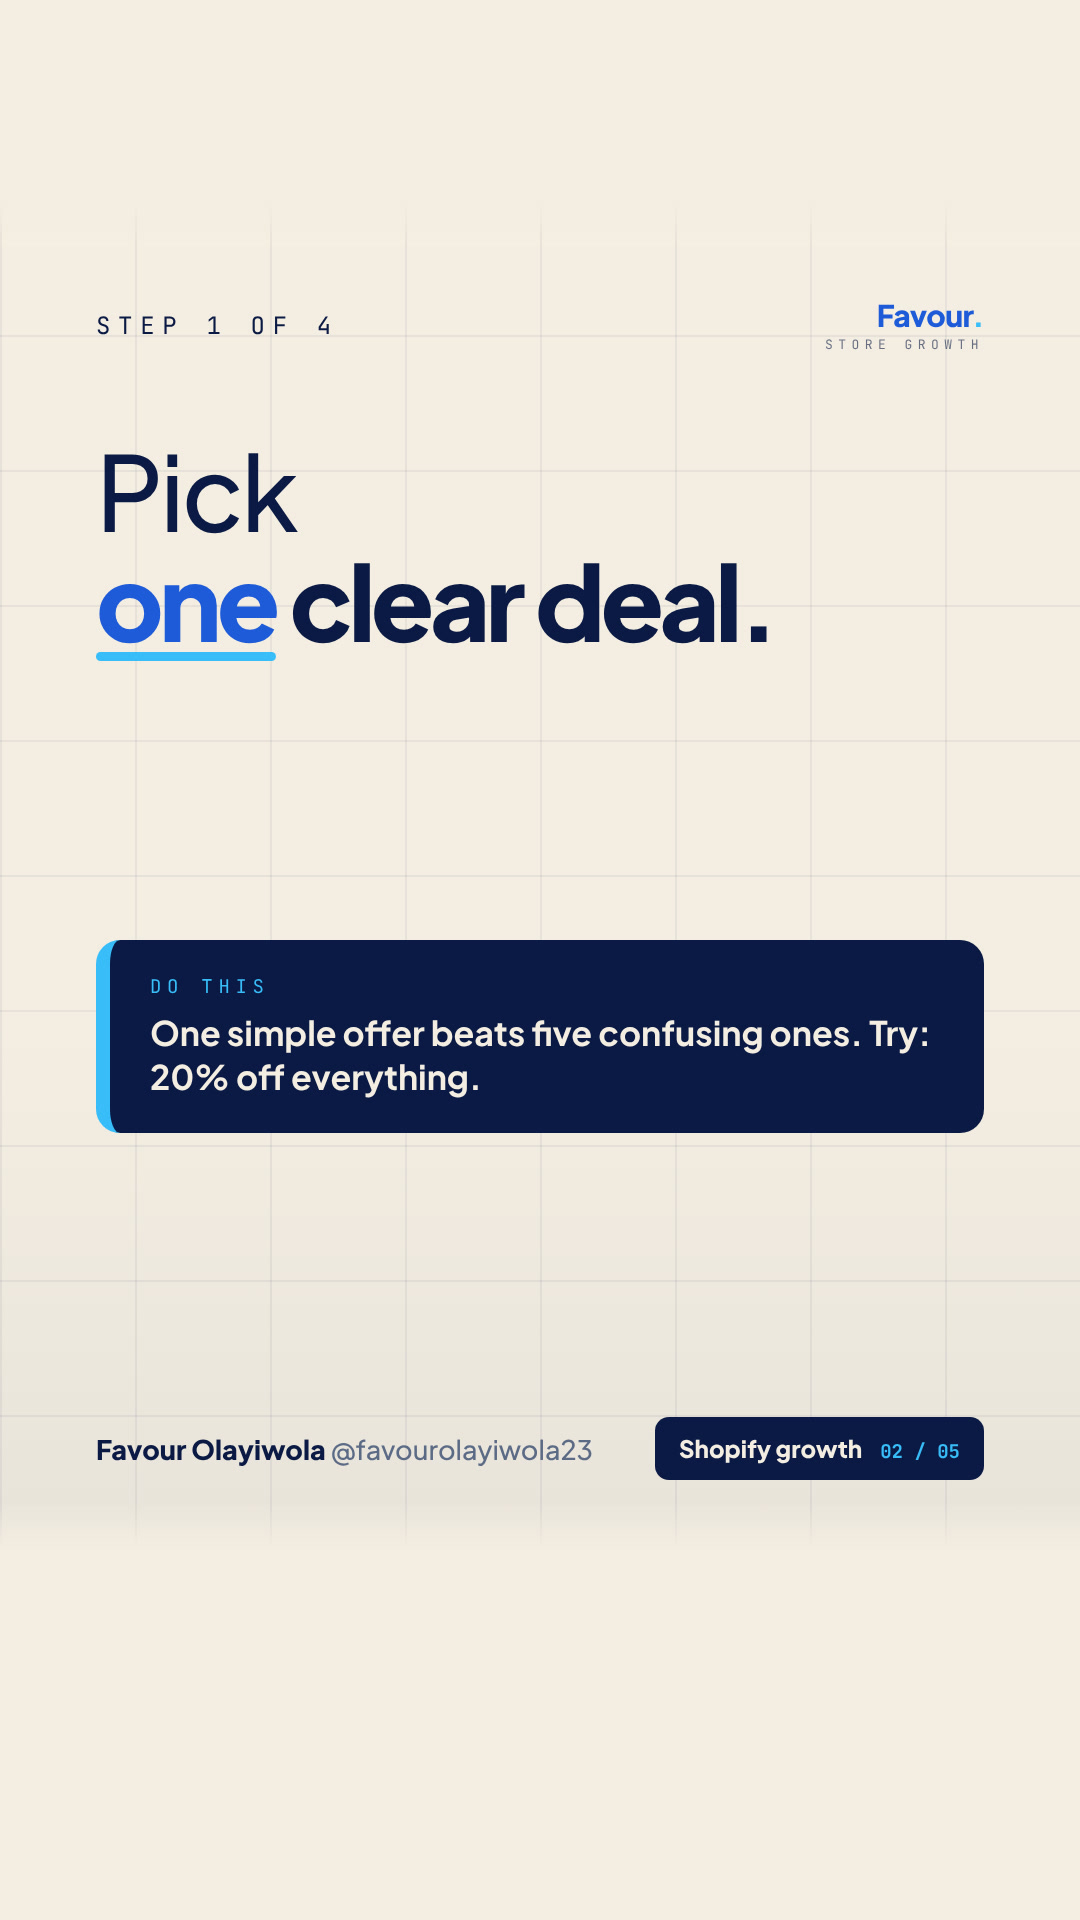 STEP 1 OF 4
Favour.
STORE GROWTH
Pick
one clear deal.
DO THIS
One simple offer beats five confusing ones. Try:
20% off everything.
Favour Olayiwola @favourolayiwola23
Shopify growth 02 / 05